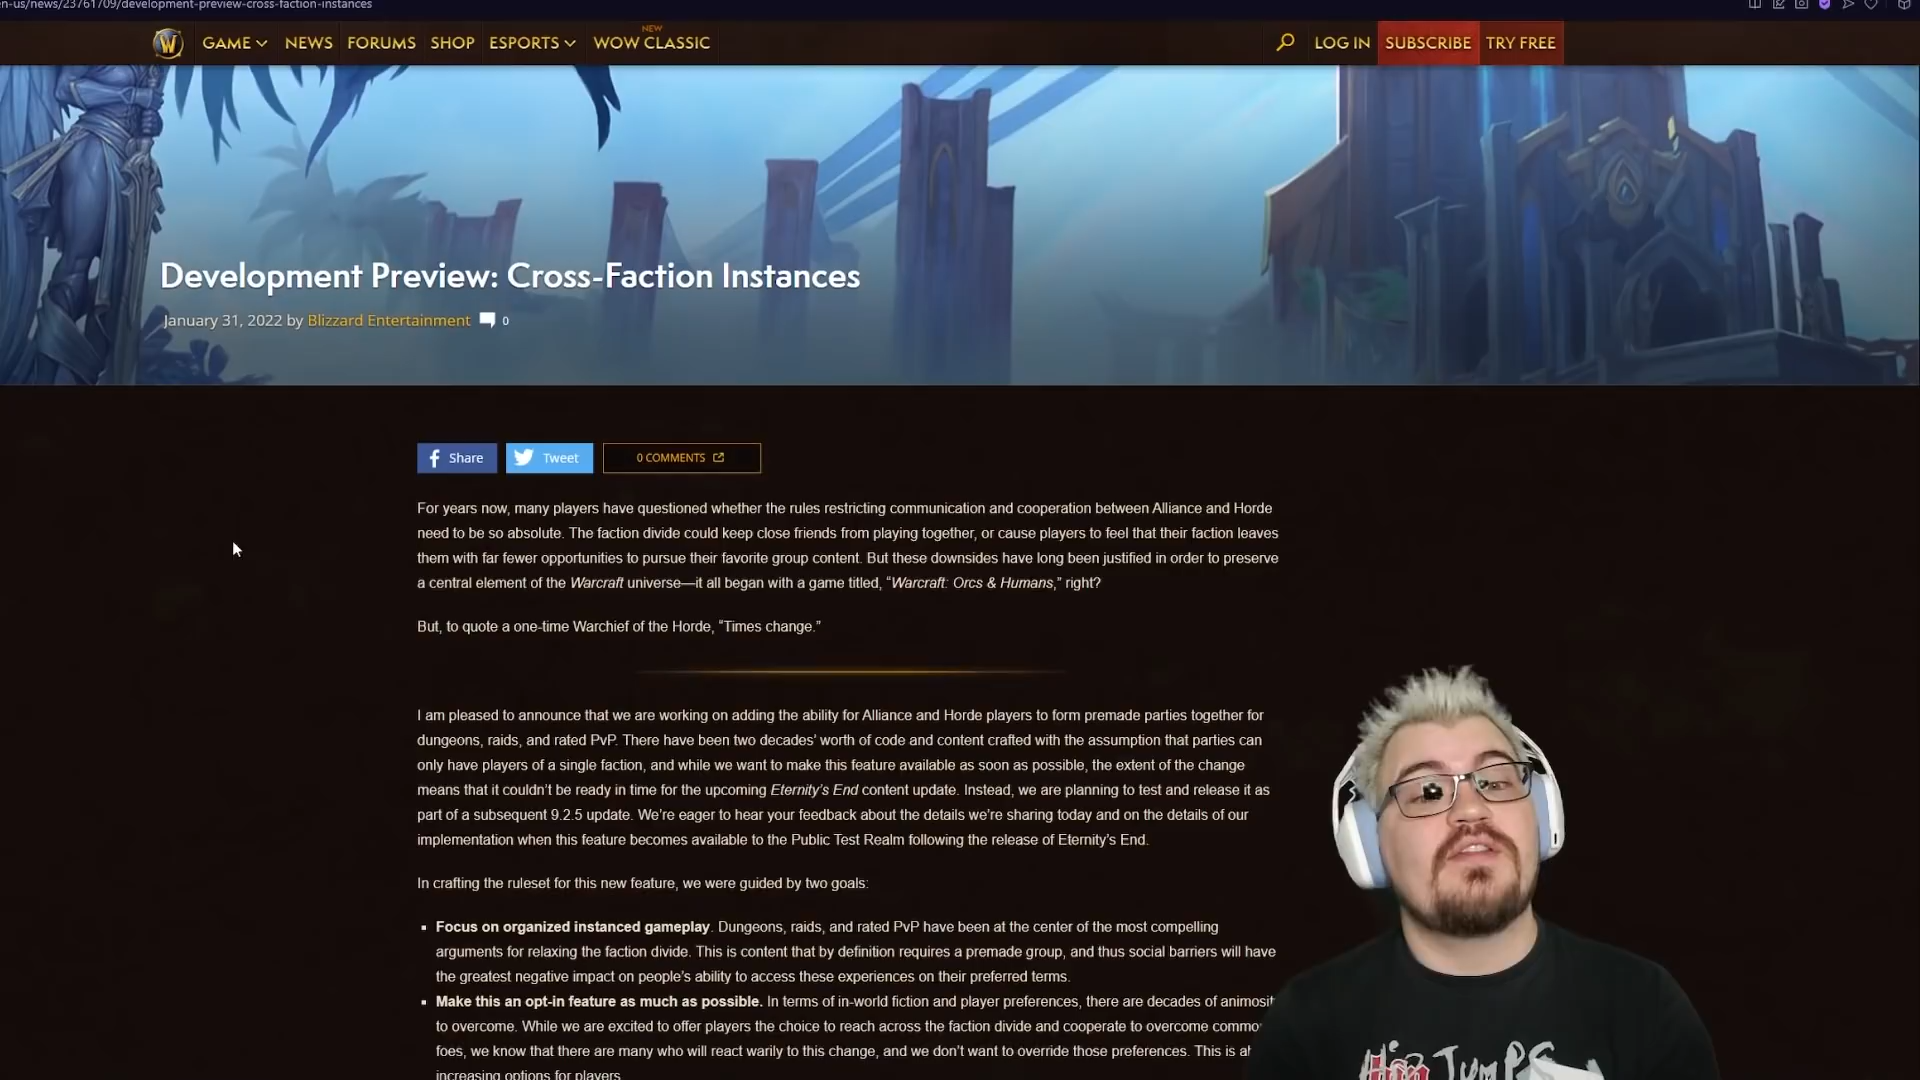 n-us/news/23761709/development-preview-cross-faction-instances
NEW
GAME NEWS FORUMS SHOP ESPORTS WOW CLASSIC LOG IN SUBSCRIBE TRY FREE
Development Preview: Cross-Faction Instances
January 31, 2022 by Blizzard Entertainment 0
Share Tweet 0 COMMENTS
For years now, many players have questioned whether the rules restricting communication and cooperation between Alliance and Horde
need to be so absolute. The faction divide could keep close friends from playing together, or cause players to feel that their faction leaves
them with far fewer opportunities to pursue their favorite group content. But these downsides have long been justified in order to preserve
a central element of the Warcraft universe—it all began with a game titled, “Warcraft: Orcs & Humans,” right?
But, to quote a one-time Warchief of the Horde, “Times change.”
I am pleased to announce that we are working on adding the ability for Alliance and Horde players to form premade parties together for
dungeons, raids, and rated PvP. There have been two decades’ worth of code and content crafted with the assumption that parties can
only have players of a single faction, and while we want to make this feature available as soon as possible, the extent of the change
means that it couldn’t be ready in time for the upcoming Eternity’s End content update. Instead, we are planning to test and release it as
part of a subsequent 9.2.5 update. We’re eager to hear your feedback about the details we’re sharing today and on the details of our
implementation when this feature becomes available to the Public Test Realm following the release of Eternity’s End.
In crafting the ruleset for this new feature, we were guided by two goals:
▪ Focus on organized instanced gameplay. Dungeons, raids, and rated PvP have been at the center of the most compelling
arguments for relaxing the faction divide. This is content that by definition requires a premade group, and thus social barriers will have
the greatest negative impact on people’s ability to access these experiences on their preferred terms.
▪ Make this an opt-in feature as much as possible. In terms of in-world fiction and player preferences, there are decades of animosit
to overcome. While we are excited to offer players the choice to reach across the faction divide and cooperate to overcome commo
foes, we know that there are many who will react warily to this change, and we don’t want to override those preferences. This is a
increasing options for players